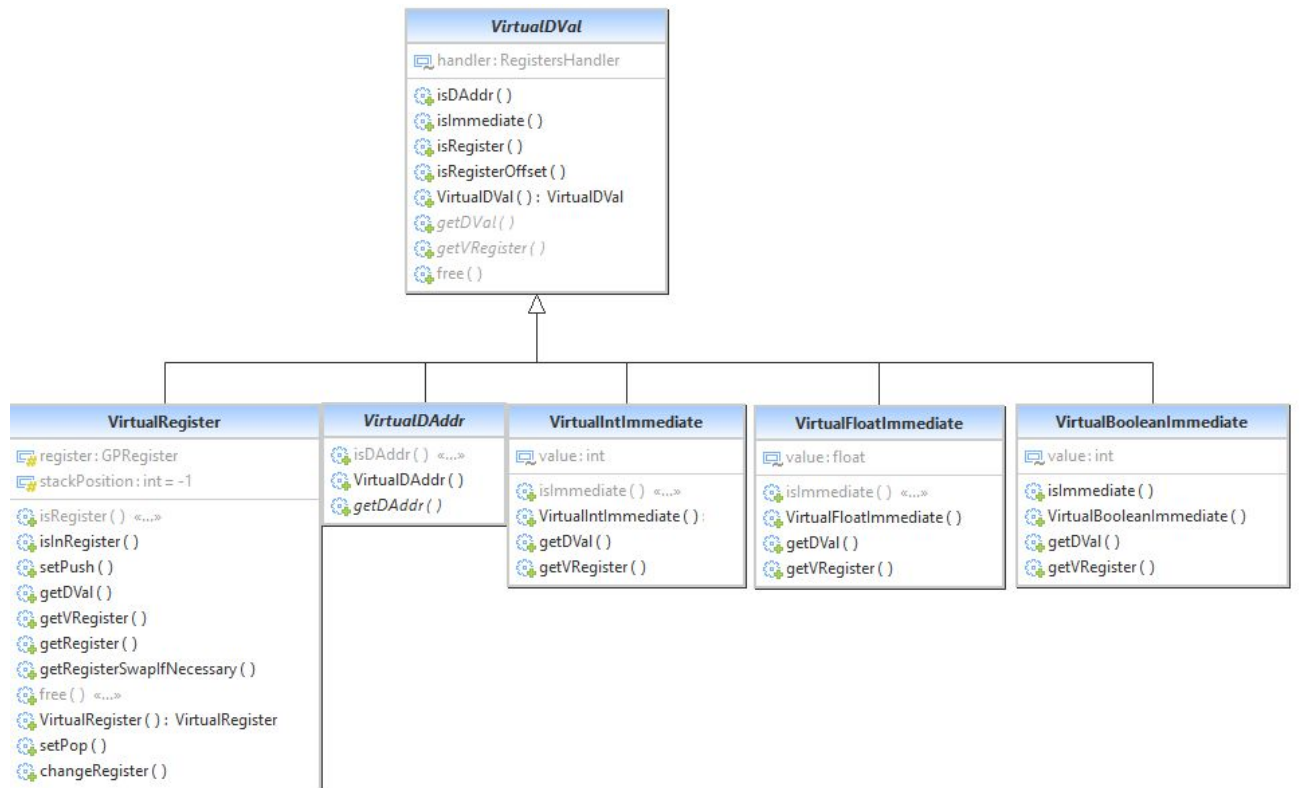 VirtualDVal
handler: RegistersHandler
isDAddr ( )
isImmediate ( )
isRegister ( )
isRegisterOffset ( )
VirtualDVal ( ) : VirtualDVal
getDVal ( )
getVRegister ( )
free ( )
VirtualRegister
register: GPRegister
stackPosition: int = -1
isRegister ( ) «...»
isInRegister ( )
setPush ( )
getDVal ( )
getVRegister ( )
getRegister ( )
getRegisterSwapIfNecessary ( )
free ( ) «...»
VirtualRegister ( ) : VirtualRegister
setPop ( )
changeRegister ( )
VirtualDAddr
isDAddr ( ) «...»
VirtualDAddr ( )
getDAddr ( )
VirtualIntImmediate
value: int
isImmediate ( ) «...»
VirtualIntImmediate ( ) :
getDVal ( )
getVRegister ( )
VirtualFloatImmediate
value: float
isImmediate ( ) «...»
VirtualFloatImmediate ( )
getDVal ( )
getVRegister ( )
VirtualBooleanImmediate
value: int
isImmediate ( )
VirtualBooleanImmediate ( )
getDVal ( )
getVRegister ( )